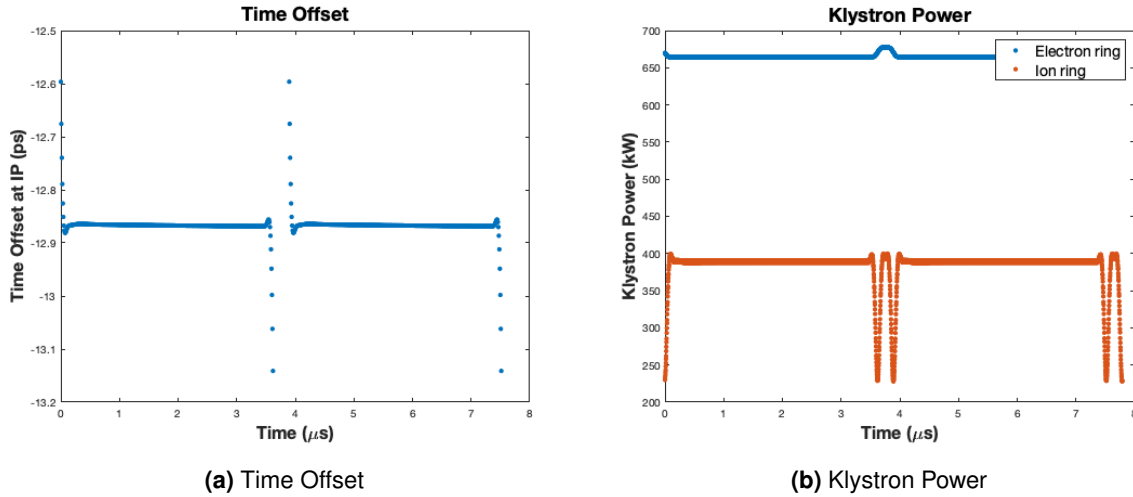 Time Offset
-12.5
-12.6
-12.7
-12.8
-12.9
-13
-13.1
-13.2
Time Offset at IP (ps)
0 1 2 3 4 5 6 7 8
Time (μs)
(a) Time Offset
Klystron Power
700
650
600
550
500
450
400
350
300
250
200
Klystron Power (kW)
Electron ring
Ion ring
0 1 2 3 4 5 6 7 8
Time (μs)
(b) Klystron Power